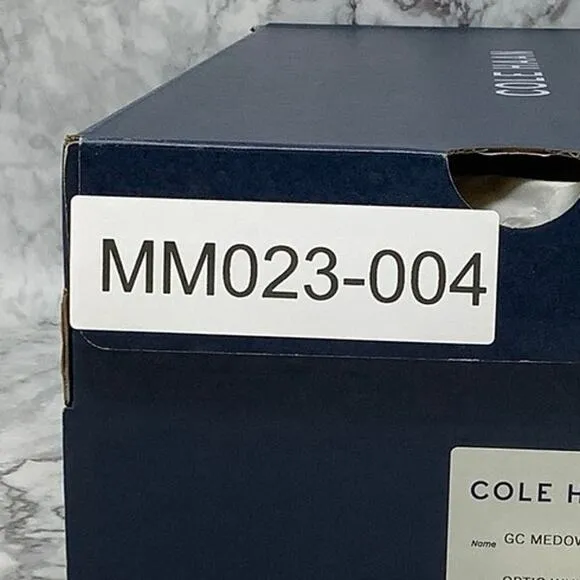 COLE HAAN
MM023-004
COLE H
Name GC MEDOW